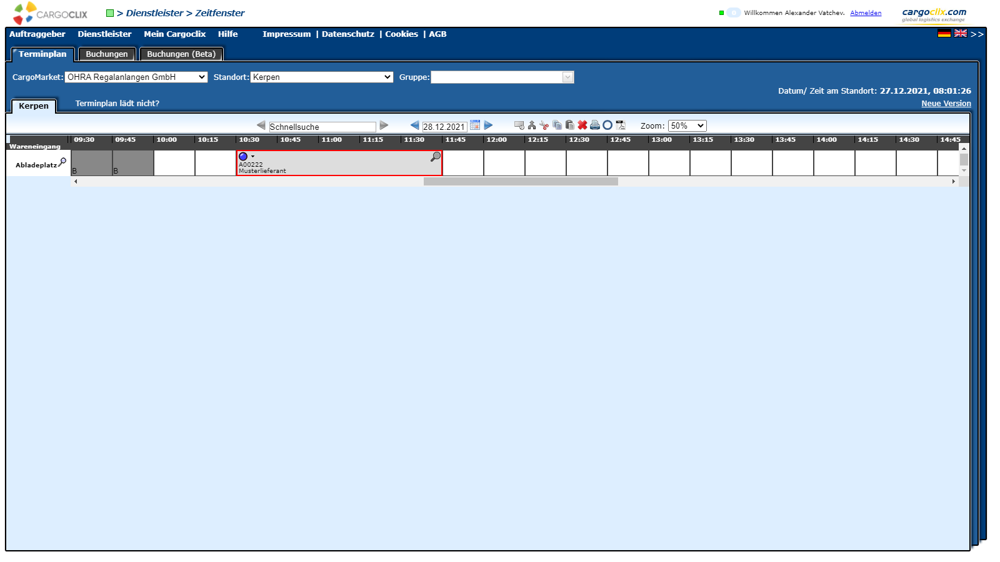 CARGOCLIX
> Dienstleister > Zeitfenster
0 Willkommen Alexander Vatchev. Abmelden
cargoclix.com
global logistics exchange
Auftraggeber Dienstleister Mein Cargoclix Hilfe Impressum | Datenschutz | Cookies | AGB >>
Terminplan Buchungen Buchungen (Beta)
CargoMarket: OHRA Regalanlangen GmbH Standort: Kerpen Gruppe:
Datum/ Zeit am Standort: 27.12.2021, 08:01:26
Kerpen Terminplan lädt nicht? Neue Version
Schnellsuche 28.12.2021 Zoom: 50%
09:30 09:45 10:00 10:15 10:30 10:45 11:00 11:15 11:30 11:45 12:00 12:15 12:30 12:45 13:00 13:15 13:30 13:45 14:00 14:15 14:30 14:45
Wareneingang
Abladeplatz
B B
A00222
Musterlieferant